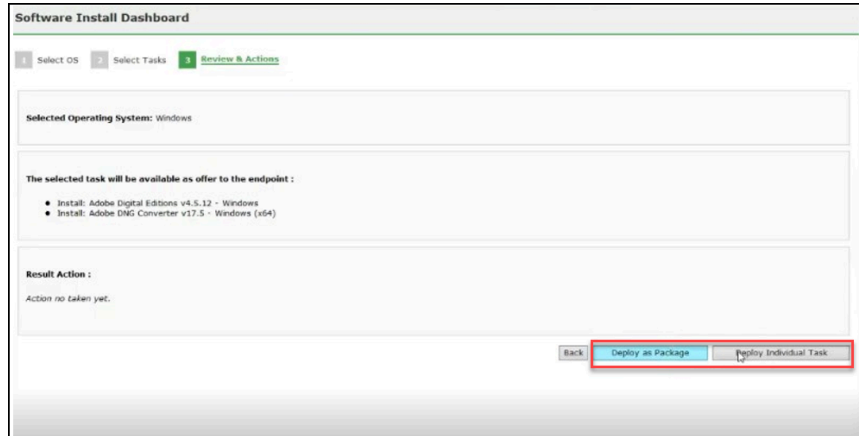 Software Install Dashboard
1 Select OS 2 Select Tasks 3 Review & Actions
Selected Operating System: Windows
The selected task will be available as offer to the endpoint :
• Install: Adobe Digital Editions v4.5.12 - Windows
• Install: Adobe DNG Converter v17.5 - Windows (x64)
Result Action :
Action no taken yet.
Back Deploy as Package Deploy Individual Task